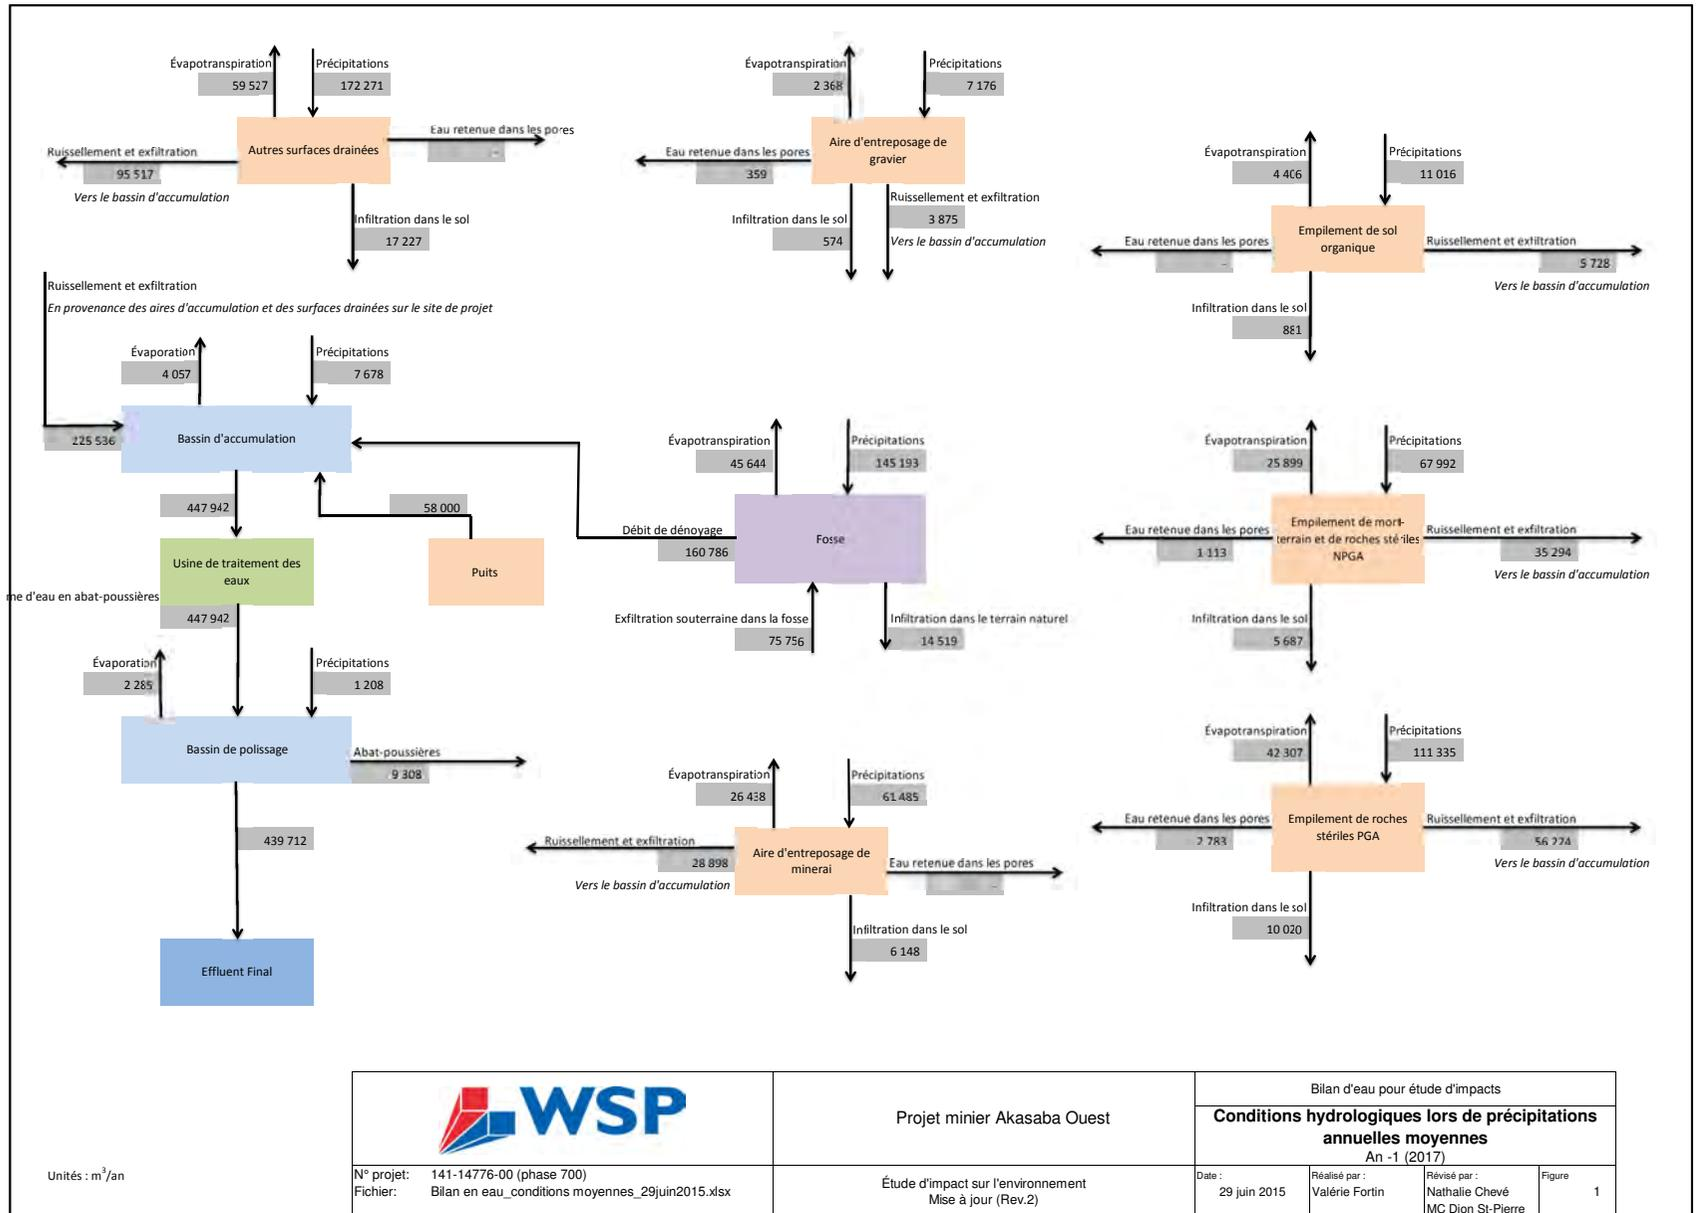 Évapotranspiration
59 527
Précipitations
172 271
Autres surfaces drainées
Eau retenue dans les pores
-
Ruissellement et exfiltration
95 517
Vers le bassin d'accumulation
Infiltration dans le sol
17 227
Évapotranspiration
2 368
Précipitations
7 176
Aire d'entreposage de
gravier
Eau retenue dans les pores
359
Infiltration dans le sol
574
Ruissellement et exfiltration
3 875
Vers le bassin d'accumulation
Évapotranspiration
4 406
Précipitations
11 016
Empilement de sol
organique
Eau retenue dans les pores
-
Ruissellement et exfiltration
5 728
Vers le bassin d'accumulation
Infiltration dans le sol
881
Ruissellement et exfiltration
En provenance des aires d'accumulation et des surfaces drainées sur le site de projet
Évaporation
4 057
Précipitations
7 678
225 536
Bassin d'accumulation
447 942
58 000
Usine de traitement des
eaux
Puits
me d'eau en abat-poussières
447 942
Évaporation
2 285
Précipitations
1 208
Bassin de polissage
Abat-poussières
9 308
439 712
Effluent Final
Évapotranspiration
45 644
Précipitations
145 193
Débit de dénoyage
160 786
Fosse
Exfiltration souterraine dans la fosse
75 756
Infiltration dans le terrain naturel
14 519
Évapotranspiration
26 438
Précipitations
61 485
Ruissellement et exfiltration
28 898
Vers le bassin d'accumulation
Aire d'entreposage de
minerai
Eau retenue dans les pores
-
Infiltration dans le sol
6 148
Évapotranspiration
25 899
Précipitations
67 992
Eau retenue dans les pores
1 113
Empilement de mort-
terrain et de roches stériles
NPGA
Ruissellement et exfiltration
35 294
Vers le bassin d'accumulation
Infiltration dans le sol
5 687
Évapotranspiration
42 307
Précipitations
111 335
Eau retenue dans les pores
2 783
Empilement de roches
stériles PGA
Ruissellement et exfiltration
56 224
Vers le bassin d'accumulation
Infiltration dans le sol
10 020
Unités : m³/an
WSP
N° projet: 141-14776-00 (phase 700)
Fichier: Bilan en eau_conditions moyennes_29juin2015.xlsx
Projet minier Akasaba Ouest
Étude d'impact sur l'environnement
Mise à jour (Rev.2)
Bilan d'eau pour étude d'impacts
Conditions hydrologiques lors de précipitations
annuelles moyennes
An -1 (2017)
Date :
29 juin 2015
Réalisé par :
Valérie Fortin
Révisé par :
Nathalie Chevé
MC Dion St-Pierre
Figure
1